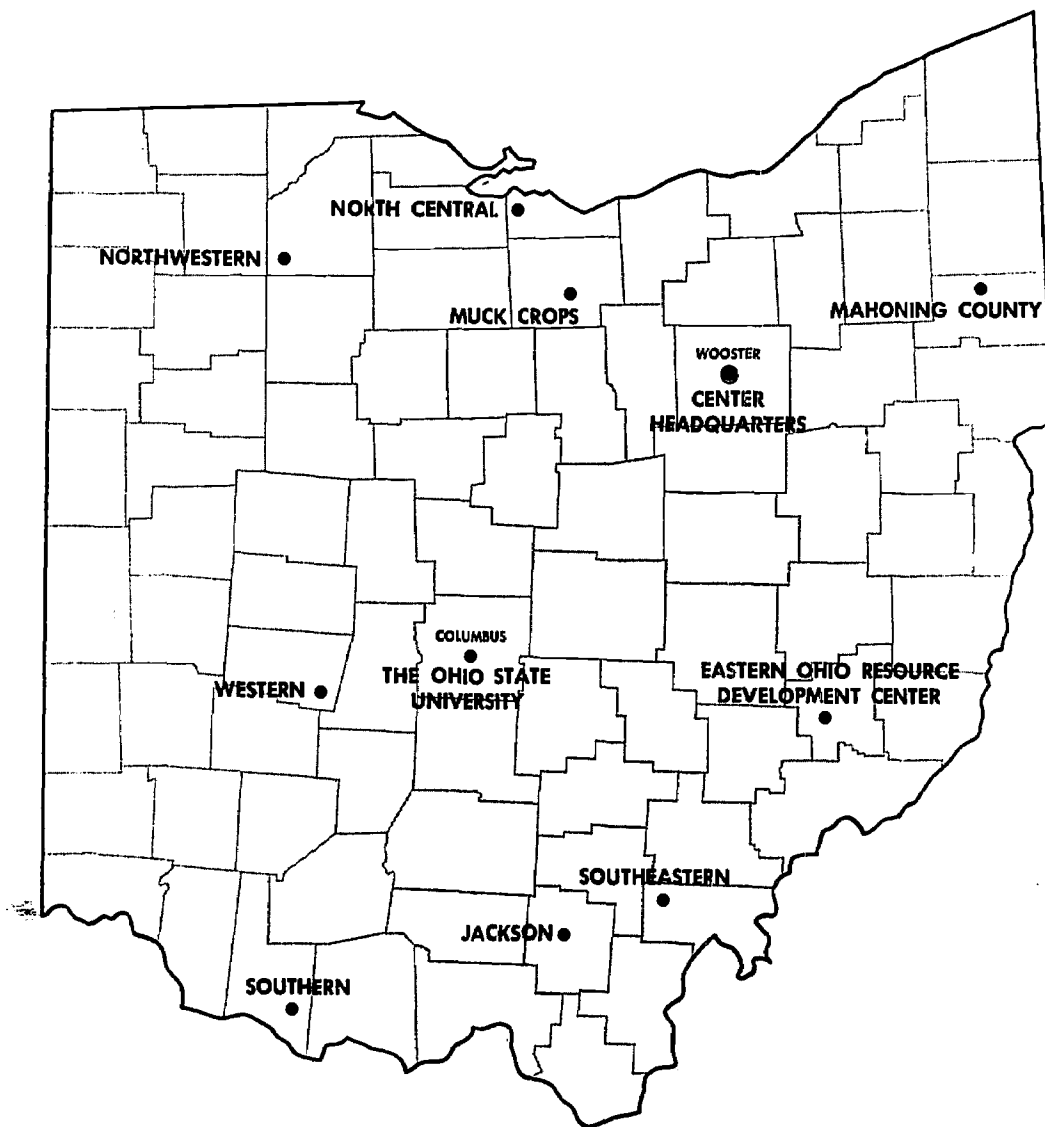 NORTH CENTRAL
NORTHWESTERN
MUCK CROPS
MAHONING COUNTY
WOOSTER
CENTER
HEADQUARTERS
COLUMBUS
THE OHIO STATE
UNIVERSITY
WESTERN
EASTERN OHIO RESOURCE
DEVELOPMENT CENTER
SOUTHEASTERN
JACKSON
SOUTHERN